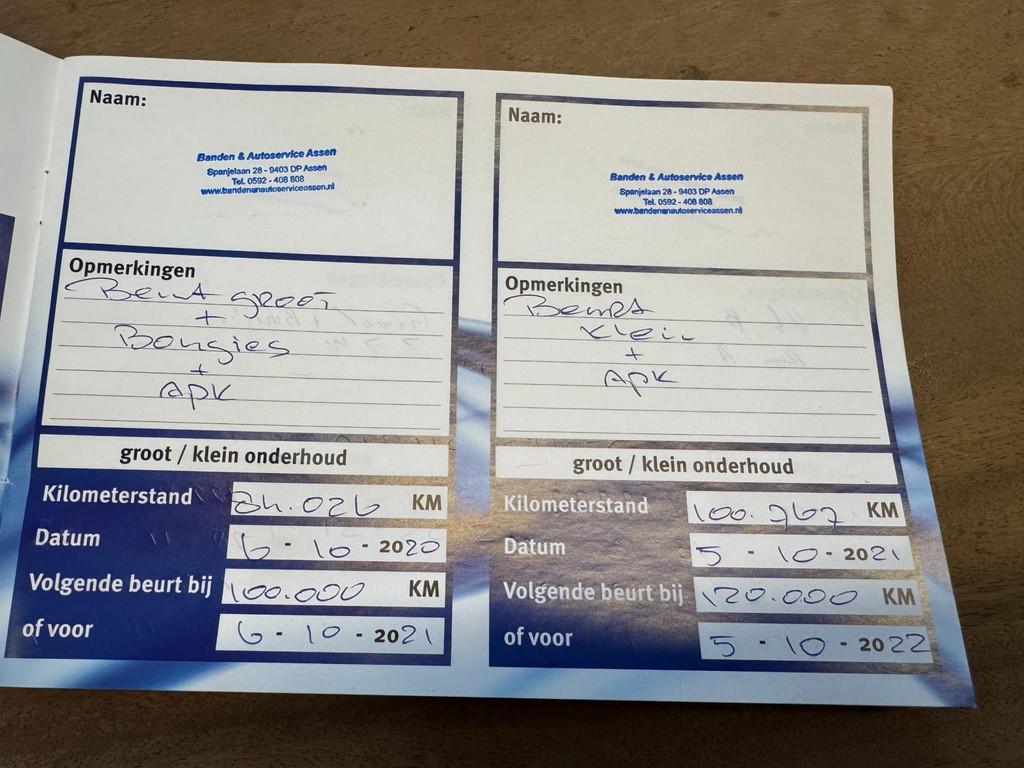 Naam:
Banden & Autoservice Assen
Spanjelaan 28 - 9403 DP Assen
Tel. 0592 - 408 808
www.bandenenautoserviceassen.nl
Opmerkingen
Beurt groot
+
Bougies
+
APK
groot / klein onderhoud
Kilometerstand 84.026 KM
Datum 6 - 10 - 2020
Volgende beurt bij 100.000 KM
of voor 6 - 10 - 2021
Naam:
Banden & Autoservice Assen
Spanjelaan 28 - 9403 DP Assen
Tel. 0592 - 408 808
www.bandenenautoserviceassen.nl
Opmerkingen
Beurt
klein
+
APK
groot / klein onderhoud
Kilometerstand 100.767 KM
Datum 5 - 10 - 2021
Volgende beurt bij 120.000 KM
of voor 5 - 10 - 2022